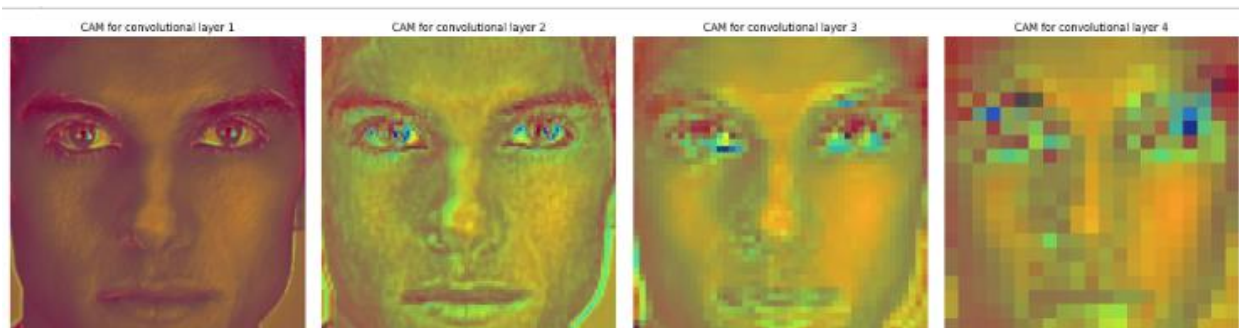 CAM for convolutional layer 1
CAM for convolutional layer 2
CAM for convolutional layer 3
CAM for convolutional layer 4